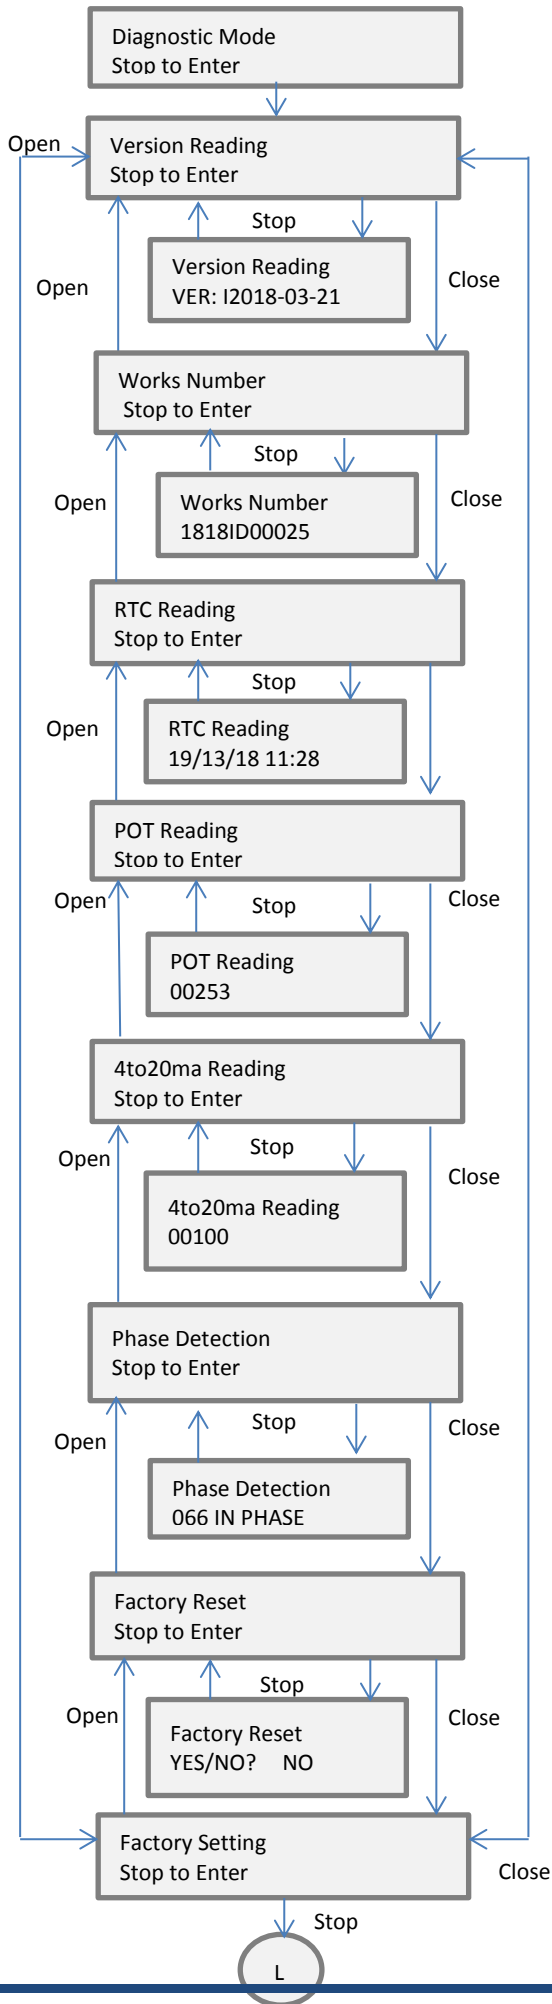 Diagnostic Mode
Stop to Enter
Open
Version Reading
Stop to Enter
Stop
Version Reading
VER: I2018-03-21
Open
Close
Works Number
Stop to Enter
Stop
Works Number
1818ID00025
Open
Close
RTC Reading
Stop to Enter
Stop
RTC Reading
19/13/18 11:28
Open
POT Reading
Stop to Enter
Open
Stop
Close
POT Reading
00253
4to20ma Reading
Stop to Enter
Open
Stop
Close
4to20ma Reading
00100
Phase Detection
Stop to Enter
Open
Stop
Close
Phase Detection
066 IN PHASE
Factory Reset
Stop to Enter
Open
Stop
Close
Factory Reset
YES/NO? NO
Factory Setting
Stop to Enter
Close
Stop
L